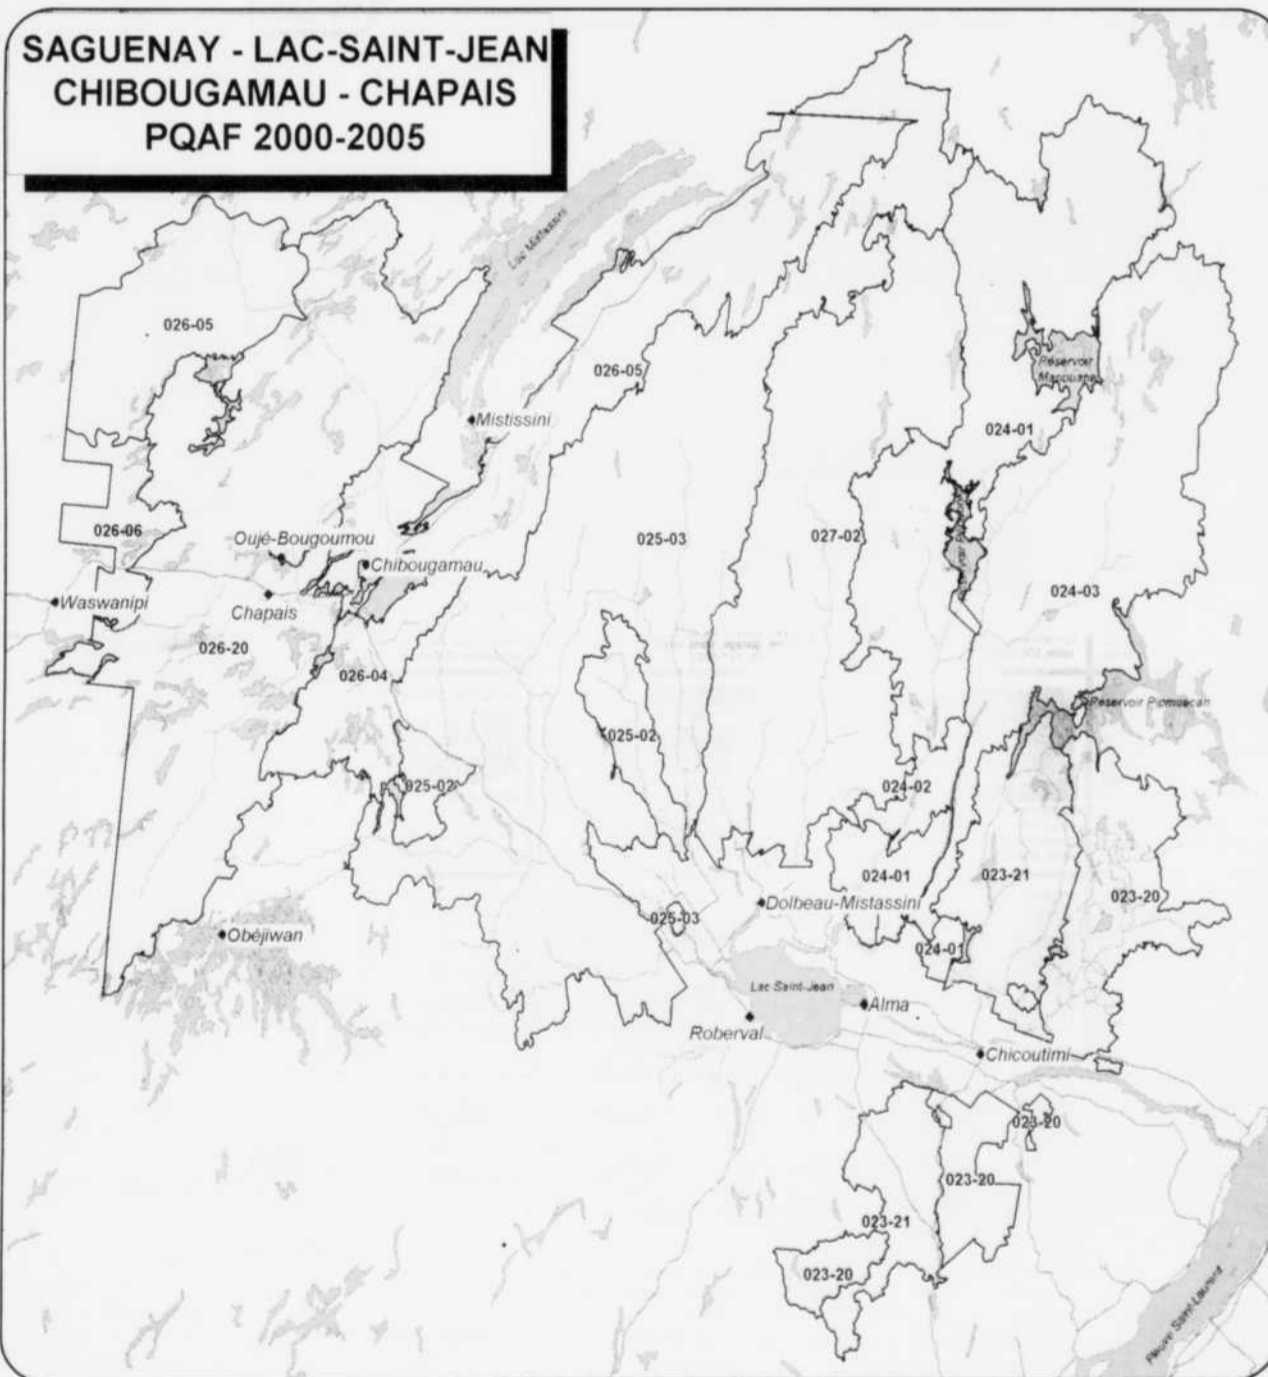 SAGUENAY - LAC-SAINT-JEAN
CHIBOUGAMAU - CHAPAIS
PQAF 2000-2005
Lac Mistassini
026-05
Réservoir
Manouane
026-05
Mistissini
024-01
026-06
Oujé-Bougoumou
025-03
027-02
Chibougamau
Waswanipi
Chapais
024-03
026-20
026-04
Réservoir Pipmuacan
025-02
025-02
024-02
024-01
023-21
023-20
Dolbeau-Mistassini
025-03
Obéjiwan
024-01
Lac Saint-Jean
Alma
Roberval
Chicoutimi
023-20
023-20
023-21
023-20
Fleuve Saint-Laurent